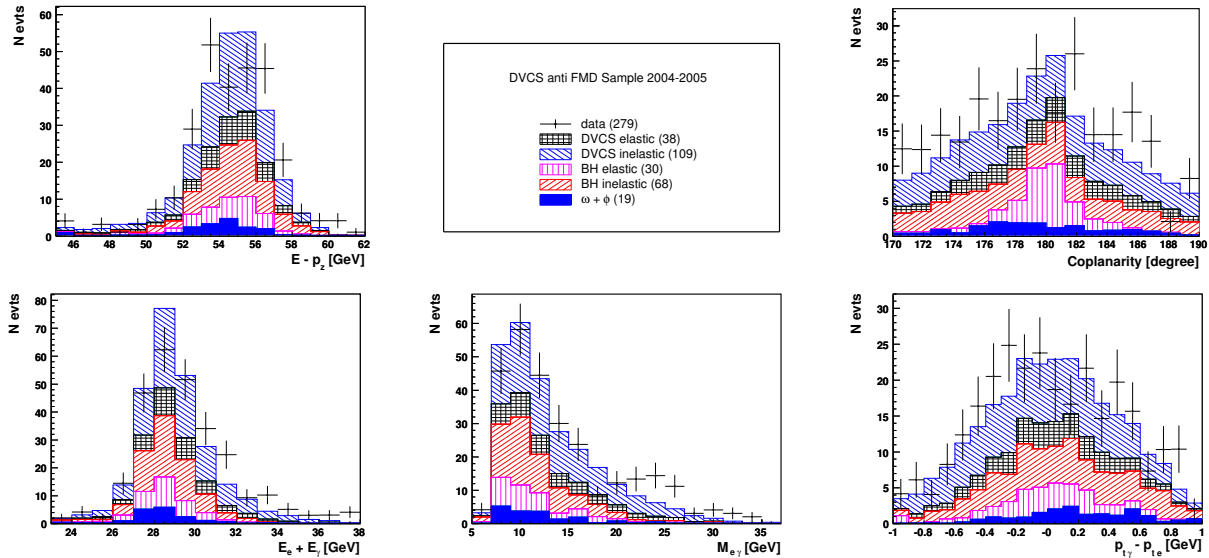 N evts
60
50
40
30
20
10
0
46 48 50 52 54 56 58 60 62
E - p_z [GeV]
DVCS anti FMD Sample 2004-2005
data (279)
DVCS elastic (38)
DVCS inelastic (109)
BH elastic (30)
BH inelastic (68)
ω + φ (19)
N evts
30
25
20
15
10
5
0
170 172 174 176 178 180 182 184 186 188 190
Coplanarity [degree]
N evts
80
70
60
50
40
30
20
10
0
24 26 28 30 32 34 36 38
E_e + E_γ [GeV]
N evts
60
50
40
30
20
10
0
5 10 15 20 25 30 35
M_eγ [GeV]
N evts
30
25
20
15
10
5
0
-1 -0.8 -0.6 -0.4 -0.2 -0 0.2 0.4 0.6 0.8 1
p_tγ - p_te [GeV]